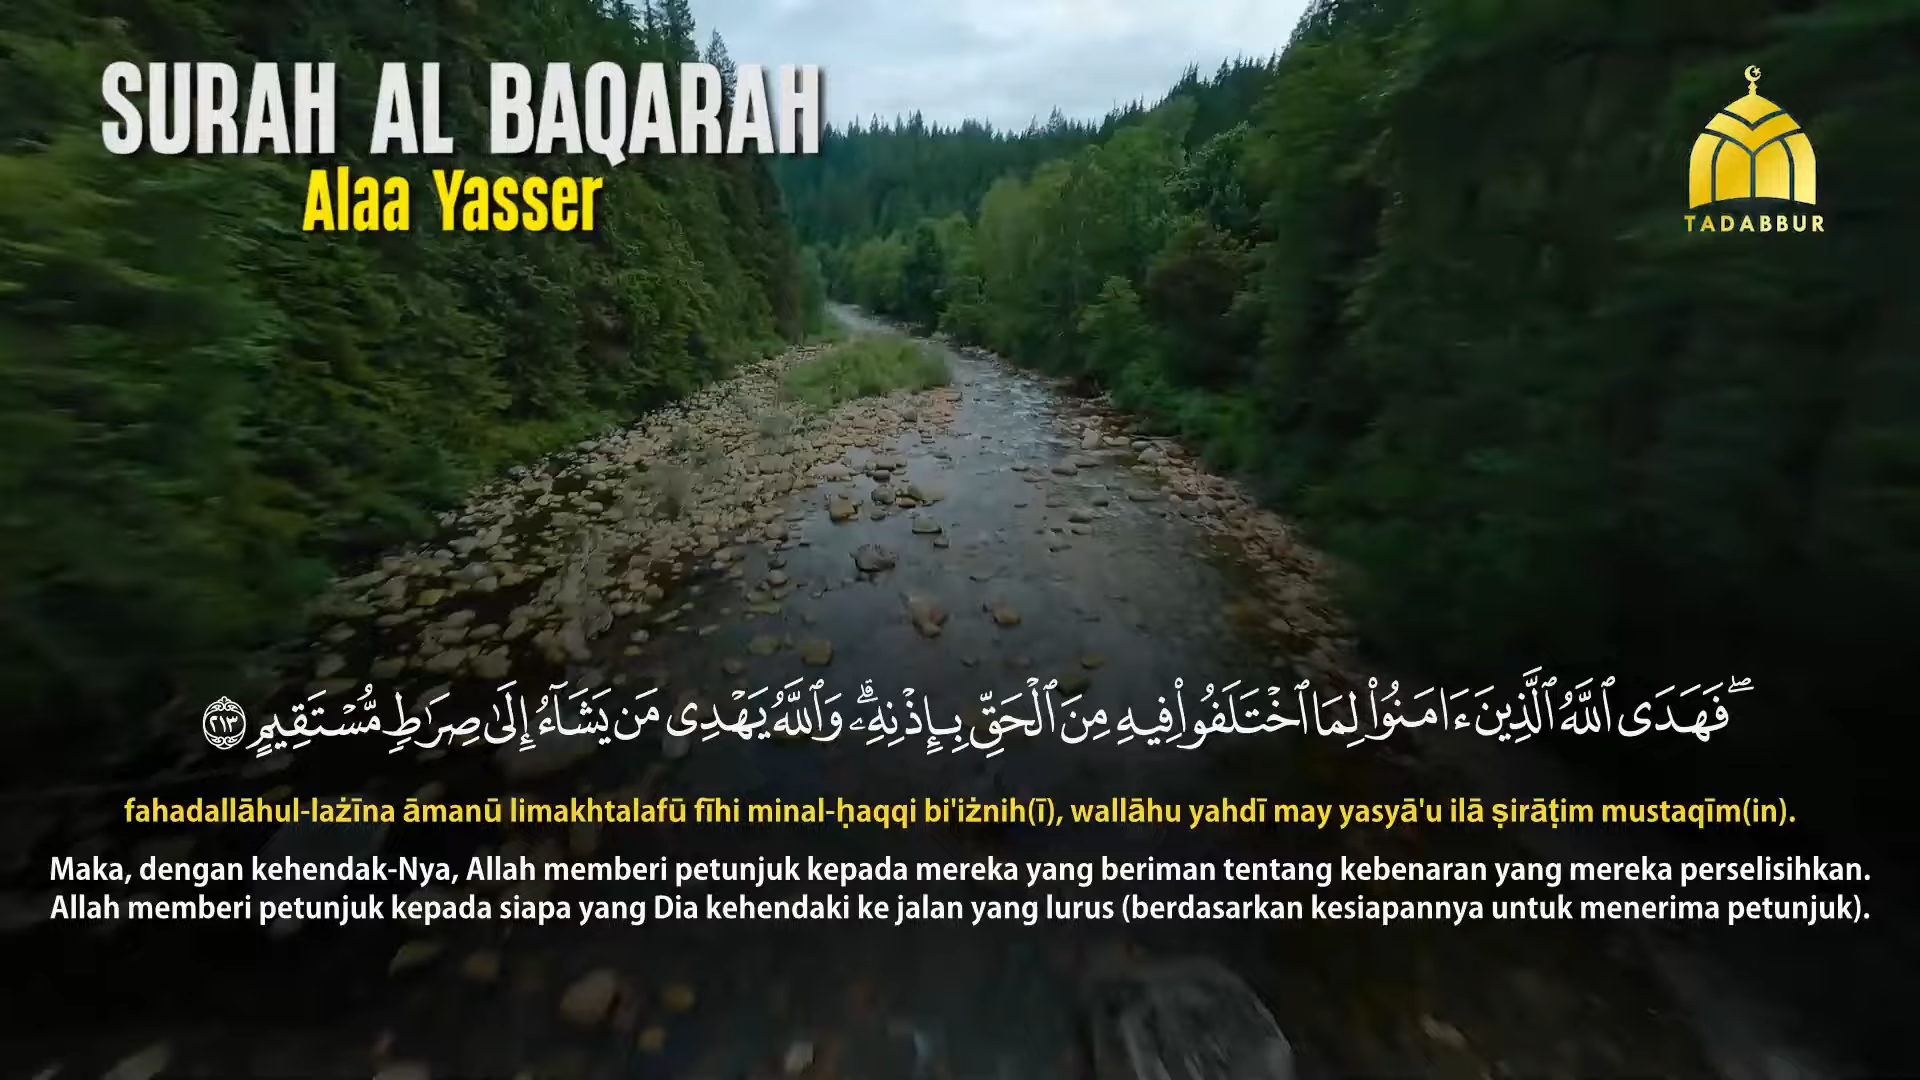 SURAH AL BAQARAH
Alaa Yasser
TADABBUR
ۖ فَهَدَى ٱللَّهُ ٱلَّذِينَ ءَامَنُوا۟ لِمَا ٱخْتَلَفُوا۟ فِيهِ مِنَ ٱلْحَقِّ بِإِذْنِهِۦ ۗ وَٱللَّهُ يَهْدِى مَن يَشَآءُ إِلَىٰ صِرَٰطٍ مُّسْتَقِيمٍ ٢١٣
fahadallāhul-lażīna āmanū limakhtalafū fīhi minal-ḥaqqi bi'iżnih(ī), wallāhu yahdī may yasyā'u ilā ṣirāṭim mustaqīm(in).
Maka, dengan kehendak-Nya, Allah memberi petunjuk kepada mereka yang beriman tentang kebenaran yang mereka perselisihkan.
Allah memberi petunjuk kepada siapa yang Dia kehendaki ke jalan yang lurus (berdasarkan kesiapannya untuk menerima petunjuk).